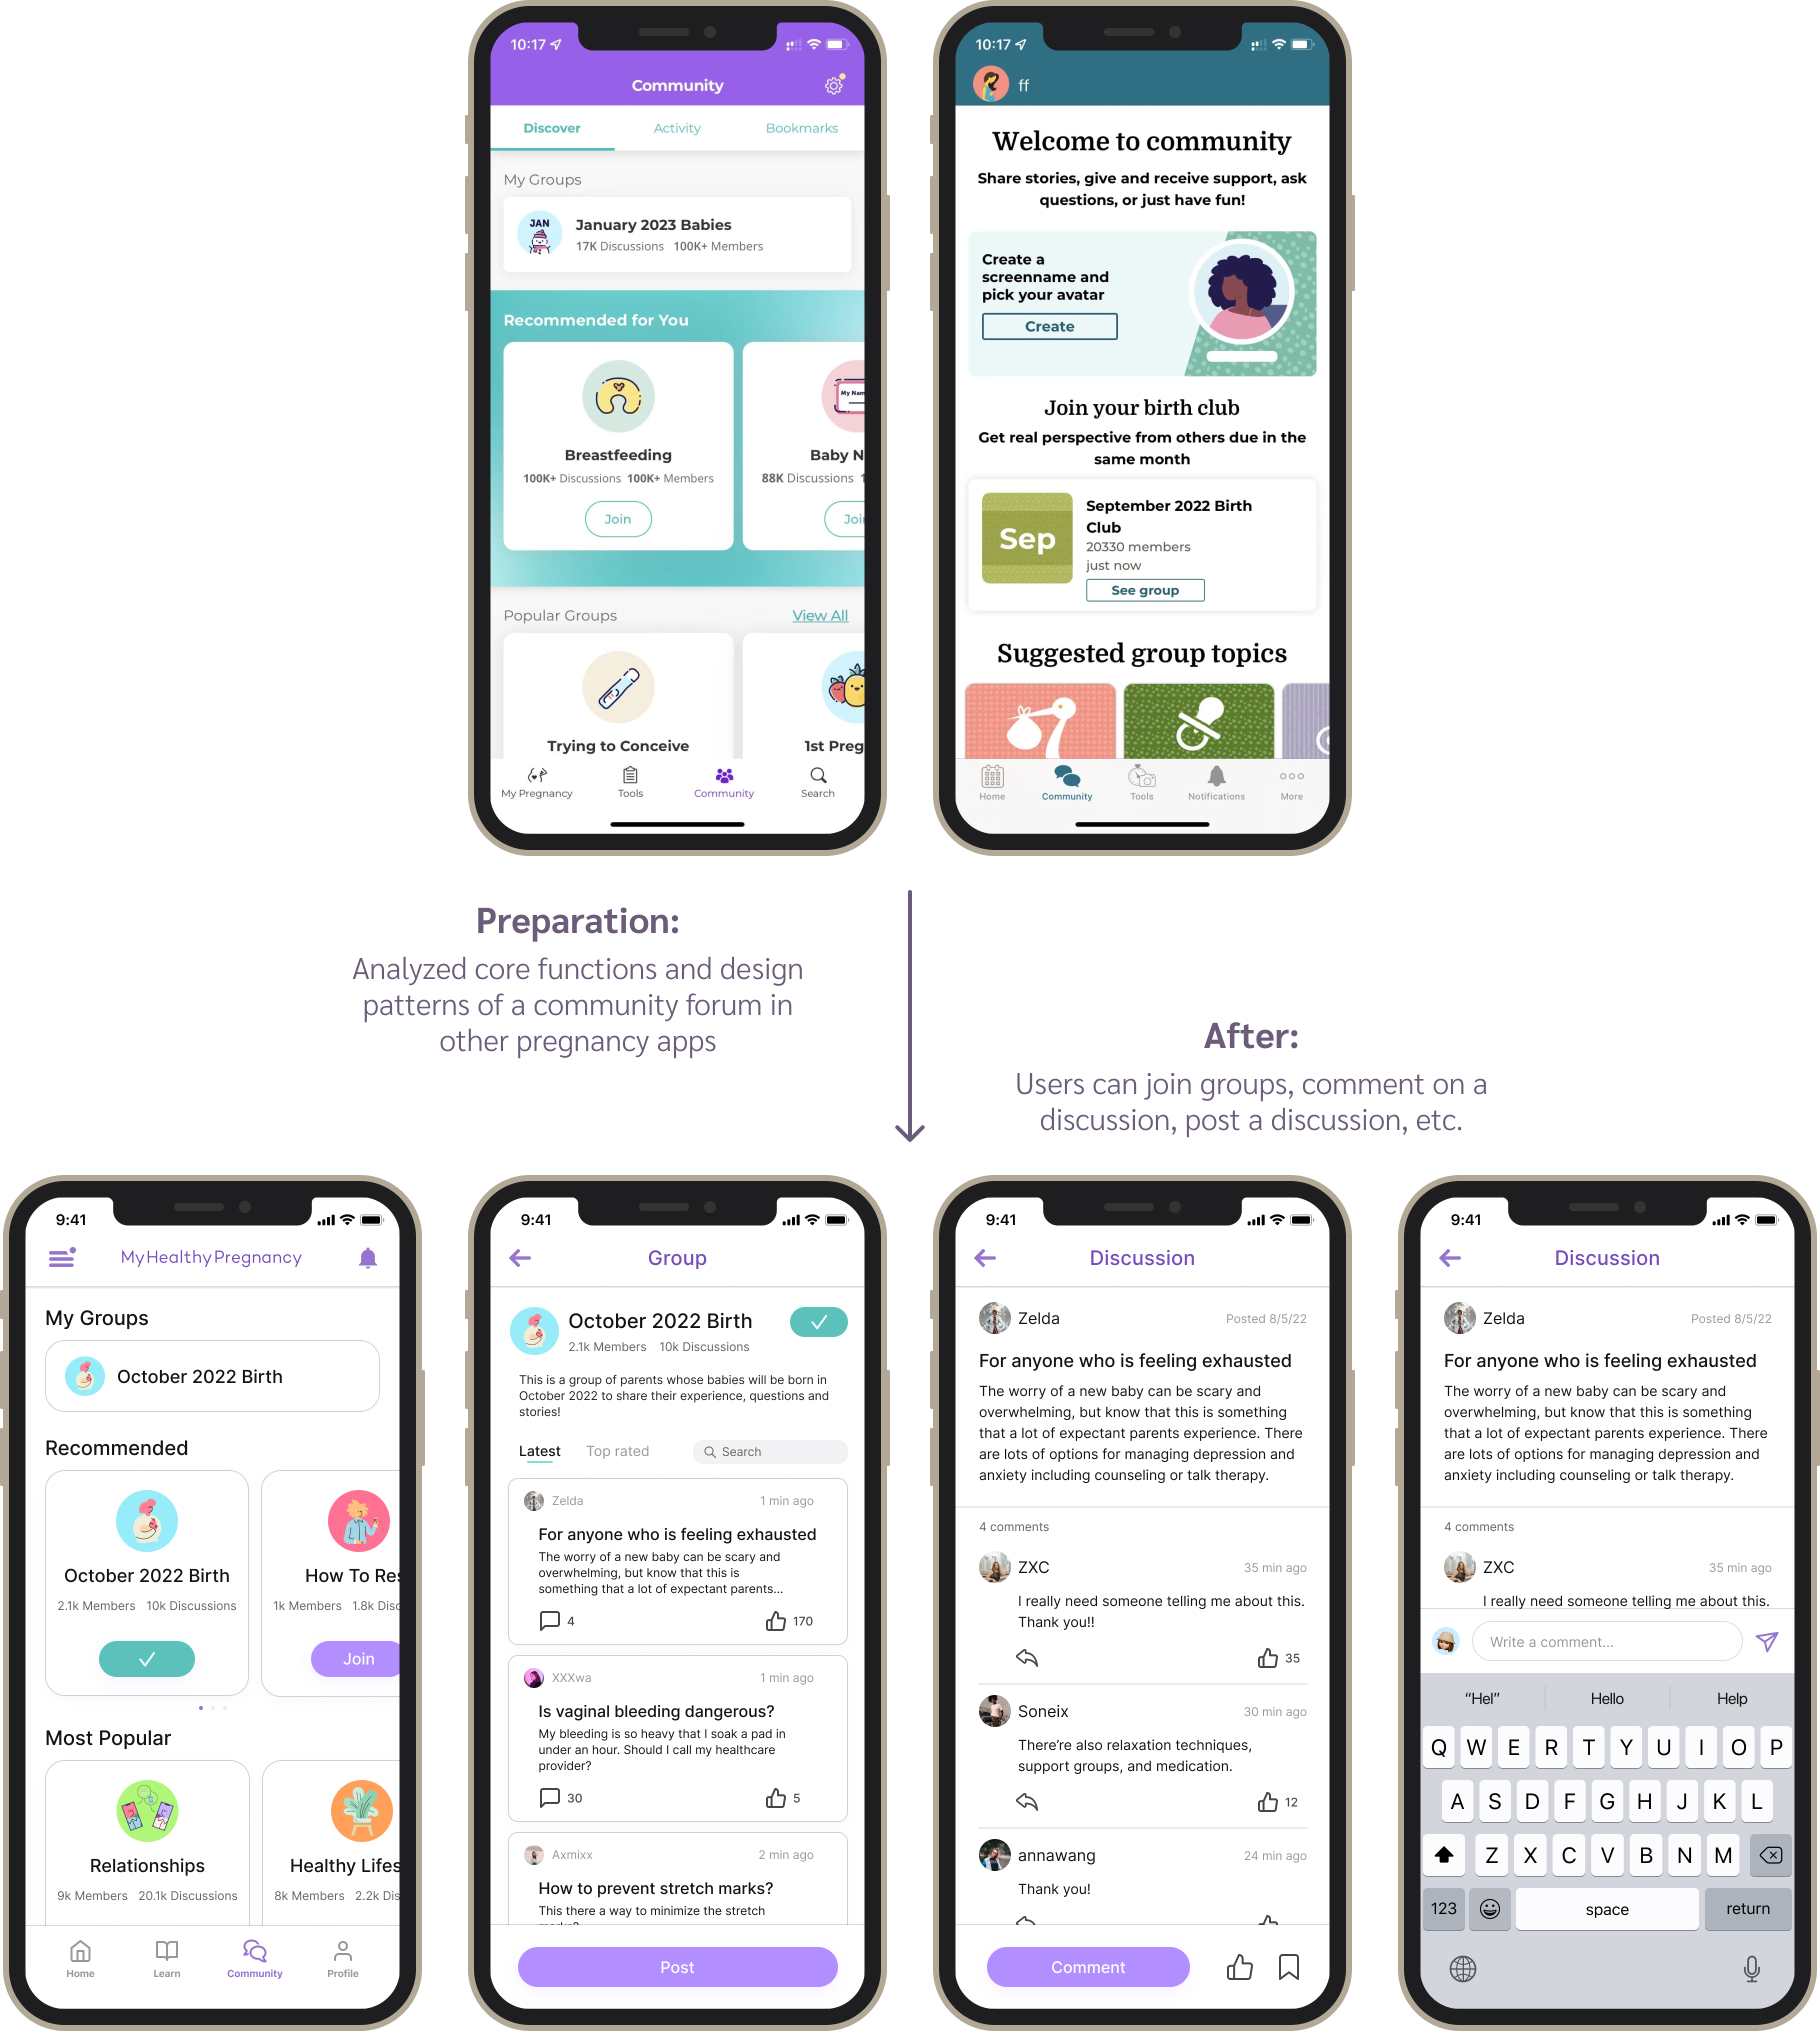 10:17
Community
Discover Activity Bookmarks
My Groups
JAN
January 2023 Babies
17K Discussions 100K+ Members
Recommended for You
Breastfeeding
100K+ Discussions 100K+ Members
Join
My Nam
Baby N
88K Discussions 1
Joi
Popular Groups View All
Trying to Conceive
1st Preg
My Pregnancy Tools Community Search
10:17
ff
Welcome to community
Share stories, give and receive support, ask
questions, or just have fun!
Create a
screenname and
pick your avatar
Create
Join your birth club
Get real perspective from others due in the
same month
Sep
September 2022 Birth
Club
20330 members
just now
See group
Suggested group topics
Home Community Tools Notifications More
Preparation:
Analyzed core functions and design
patterns of a community forum in
other pregnancy apps
After:
Users can join groups, comment on a
discussion, post a discussion, etc.
9:41
MyHealthyPregnancy
My Groups
October 2022 Birth
Recommended
October 2022 Birth
2.1k Members 10k Discussions
How To Res
1k Members 1.8k Disc
Join
Most Popular
Relationships
9k Members 20.1k Discussions
Healthy Lifes
8k Members 2.2k Dis
Home Learn Community Profile
9:41
Group
October 2022 Birth
2.1k Members 10k Discussions
This is a group of parents whose babies will be born in
October 2022 to share their experience, questions and
stories!
Latest Top rated Search
Zelda 1 min ago
For anyone who is feeling exhausted
The worry of a new baby can be scary and
overwhelming, but know that this is
something that a lot of expectant parents...
4 170
XXXwa 1 min ago
Is vaginal bleeding dangerous?
My bleeding is so heavy that I soak a pad in
under an hour. Should I call my healthcare
provider?
30 5
Axmixx 2 min ago
How to prevent stretch marks?
This there a way to minimize the stretch
marks?
Post
9:41
Discussion
Zelda Posted 8/5/22
For anyone who is feeling exhausted
The worry of a new baby can be scary and
overwhelming, but know that this is something
that a lot of expectant parents experience. There
are lots of options for managing depression and
anxiety including counseling or talk therapy.
4 comments
ZXC 35 min ago
I really need someone telling me about this.
Thank you!!
35
Soneix 30 min ago
There're also relaxation techniques,
support groups, and medication.
12
annawang 24 min ago
Thank you!
Comment
9:41
Discussion
Zelda Posted 8/5/22
For anyone who is feeling exhausted
The worry of a new baby can be scary and
overwhelming, but know that this is something
that a lot of expectant parents experience. There
are lots of options for managing depression and
anxiety including counseling or talk therapy.
4 comments
ZXC 35 min ago
I really need someone telling me about this.
Write a comment...
“Hel” Hello Help
Q W E R T Y U I O P
A S D F G H J K L
Z X C V B N M
123 space return